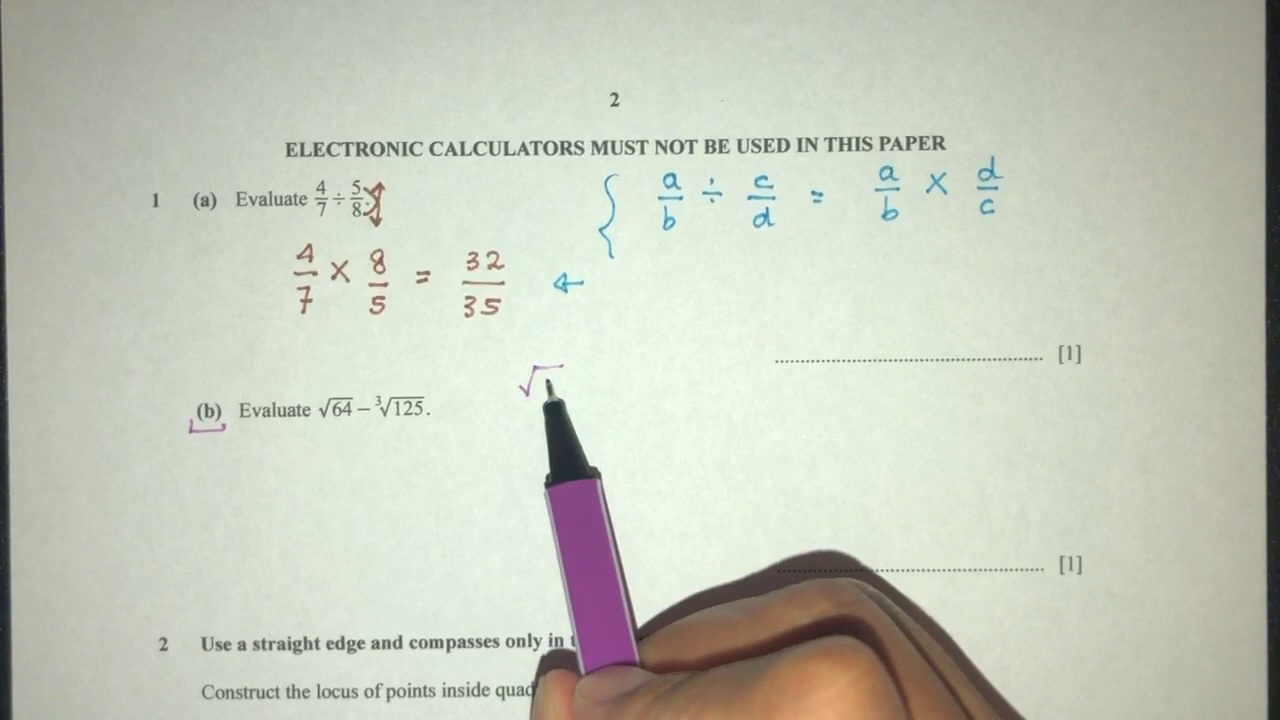 2
ELECTRONIC CALCULATORS MUST NOT BE USED IN THIS PAPER
1 (a) Evaluate 4/7 ÷ 5/8.
{ a/b ÷ c/d = a/b × d/c
4/7 × 8/5 = 32/35 ←
[1]
√
(b) Evaluate √64 – ³√125.
[1]
2 Use a straight edge and compasses only in
Construct the locus of points inside